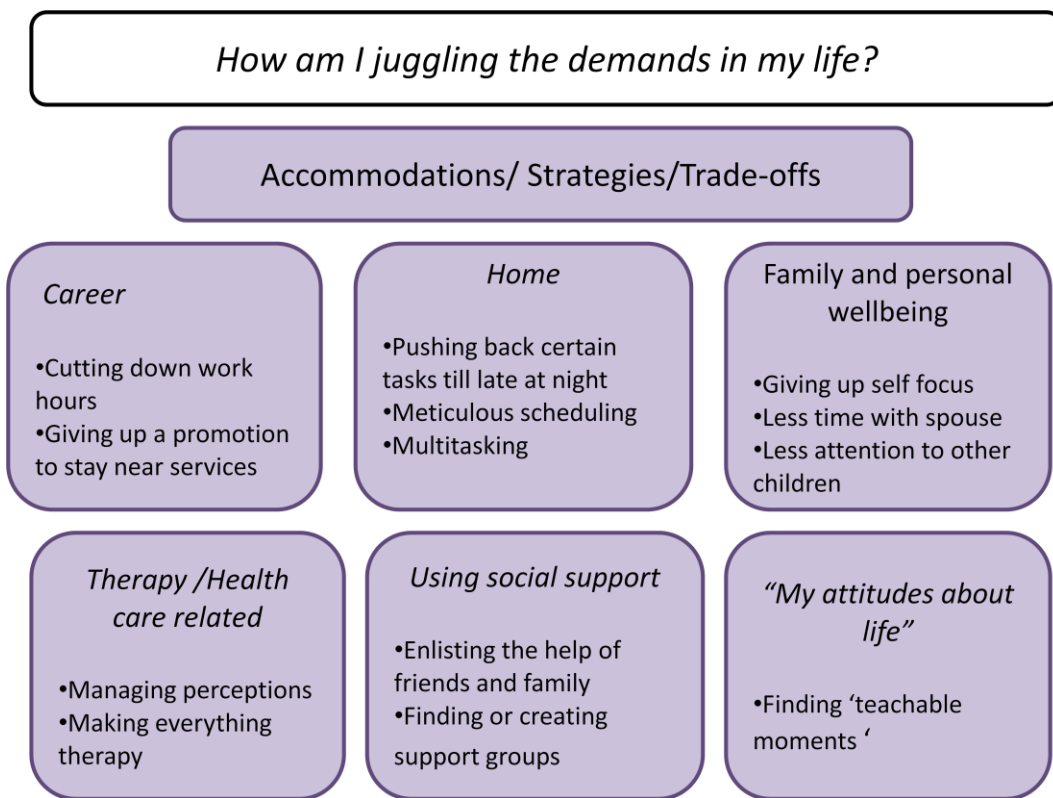 How am I juggling the demands in my life?
Accommodations/ Strategies/Trade-offs
Career
•Cutting down work
hours
•Giving up a promotion
to stay near services
Home
•Pushing back certain
tasks till late at night
•Meticulous scheduling
•Multitasking
Family and personal
wellbeing
•Giving up self focus
•Less time with spouse
•Less attention to other
children
Therapy /Health
care related
•Managing perceptions
•Making everything
therapy
Using social support
•Enlisting the help of
friends and family
•Finding or creating
support groups
“My attitudes about
life”
•Finding ‘teachable
moments ‘